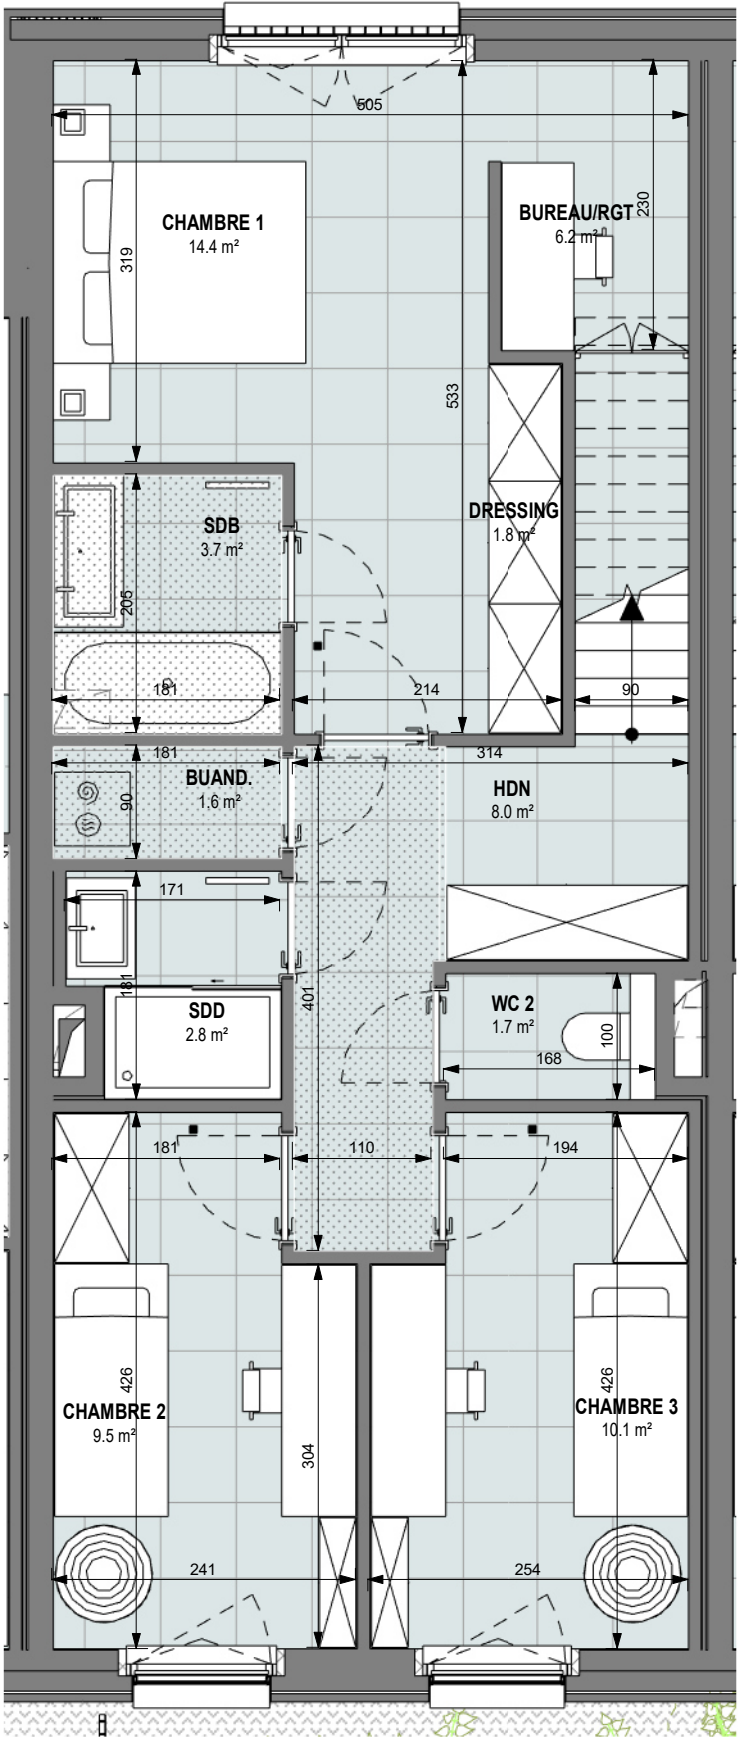 505
CHAMBRE 1
14.4 m²
319
BUREAU/RGT
6.2 m²
230
533
DRESSING
1.8 m²
SDB
3.7 m²
205
181
214
90
181
314
BUAND.
1.6 m²
90
HDN
8.0 m²
171
181
SDD
2.8 m²
401
WC 2
1.7 m²
100
168
181
110
194
426
CHAMBRE 2
9.5 m²
304
426
CHAMBRE 3
10.1 m²
241
254